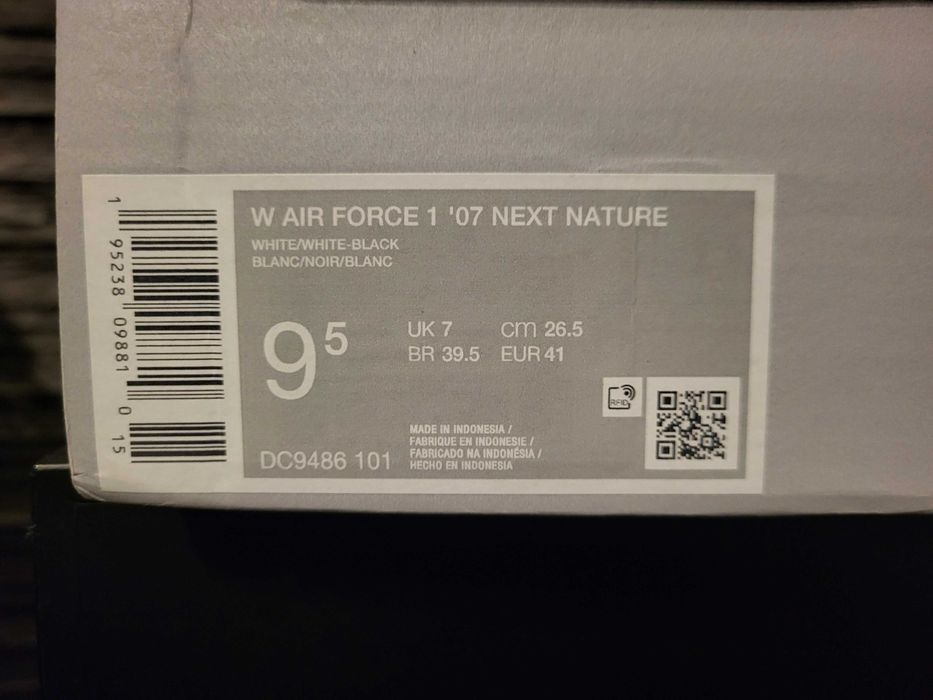 W AIR FORCE 1 '07 NEXT NATURE
WHITE/WHITE-BLACK
BLANC/NOIR/BLANC
9 5
UK 7 cm 26.5
BR 39.5 EUR 41
RFID
MADE IN INDONESIA /
FABRIQUE EN INDONESIE /
FABRICADO NA INDONÉSIA /
HECHO EN INDONESIA
DC9486 101
1 95238 09881 0 15